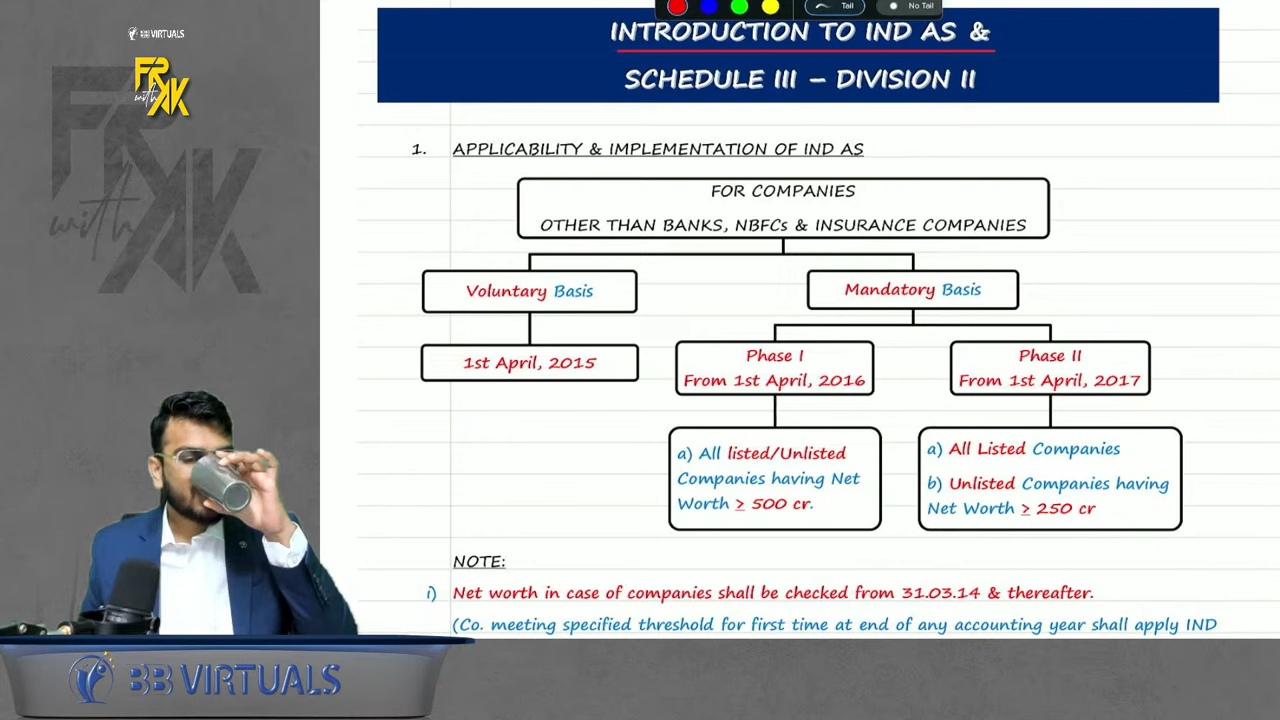 BB VIRTUALS
FR
with
AK
FR
with
AK
Tail
No Tail
INTRODUCTION TO IND AS &
SCHEDULE III – DIVISION II
1. APPLICABILITY & IMPLEMENTATION OF IND AS
FOR COMPANIES
OTHER THAN BANKS, NBFCs & INSURANCE COMPANIES
Voluntary Basis
Mandatory Basis
1st April, 2015
Phase I
From 1st April, 2016
Phase II
From 1st April, 2017
a) All listed/Unlisted
Companies having Net
Worth ≥ 500 cr.
a) All Listed Companies
b) Unlisted Companies having
Net Worth ≥ 250 cr
NOTE:
i) Net worth in case of companies shall be checked from 31.03.14 & thereafter.
(Co. meeting specified threshold for first time at end of any accounting year shall apply IND
BB VIRTUALS